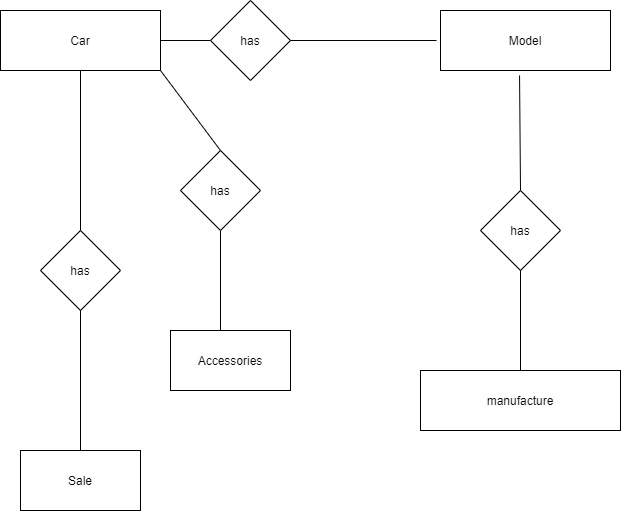 Car
has
Model
has
has
has
Accessories
manufacture
Sale